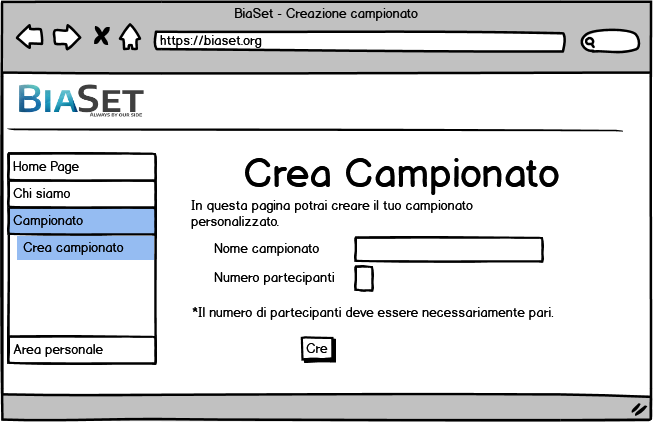 BiaSet - Creazione campionato
https://biaset.org
BIASET
ALWAYS BY OUR SIDE
Home Page
Chi siamo
Campionato
Crea campionato
Area personale
Crea Campionato
In questa pagina potrai creare il tuo campionato
personalizzato.
Nome campionato
Numero partecipanti
*Il numero di partecipanti deve essere necessariamente pari.
Cre